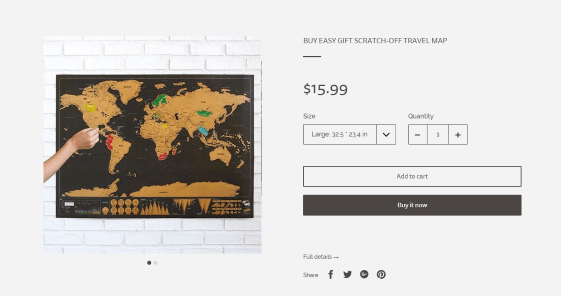 BUY EASY GIFT SCRATCH-OFF TRAVEL MAP
$15.99
Size
Quantity
Large: 32.5 * 23.4 in
1
Add to cart
Buy it now
Full details →
Share